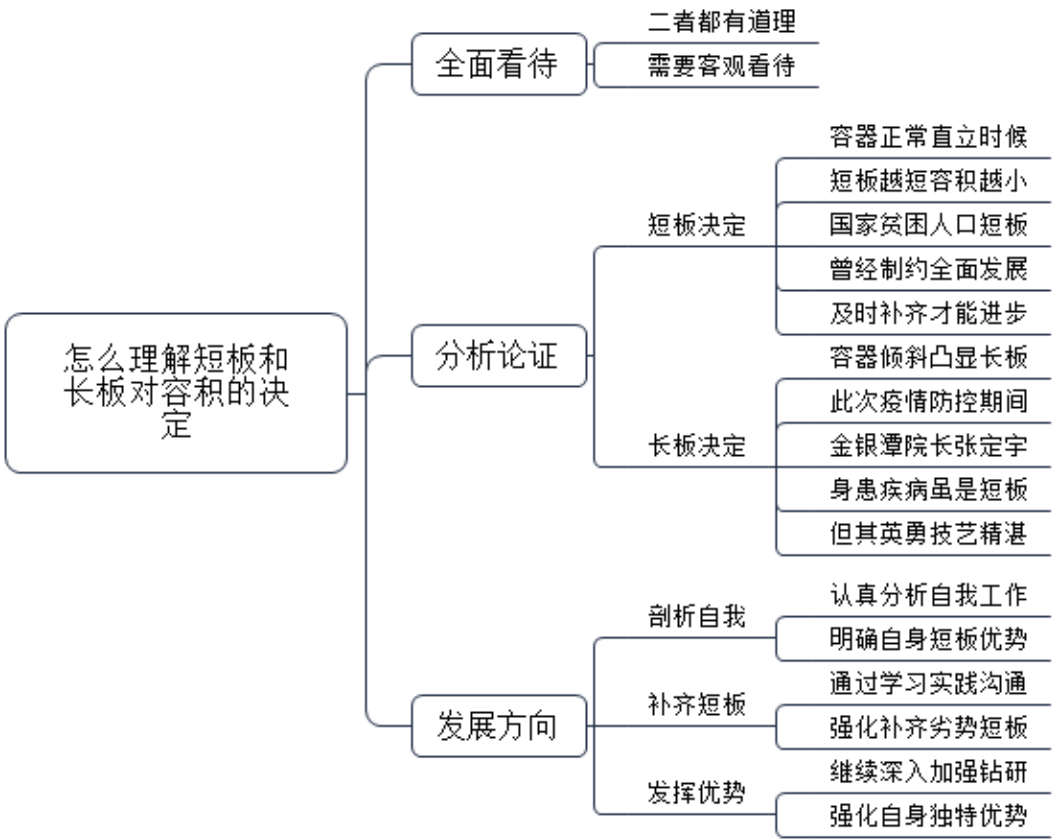 怎么理解短板和
长板对容积的决
定
全面看待
二者都有道理
需要客观看待
分析论证
短板决定
容器正常直立时候
短板越短容积越小
国家贫困人口短板
曾经制约全面发展
及时补齐才能进步
长板决定
容器倾斜凸显长板
此次疫情防控期间
金银潭院长张定宇
身患疾病虽是短板
但其英勇技艺精湛
发展方向
剖析自我
认真分析自我工作
明确自身短板优势
补齐短板
通过学习实践沟通
强化补齐劣势短板
发挥优势
继续深入加强钻研
强化自身独特优势